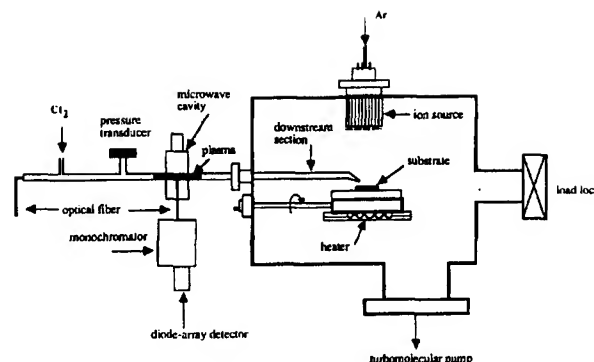 Ar
microwave
cavity
Cl2
pressure
transducer
plasma
downstream
section
ion source
substrate
load loc
optical fiber
heater
monochromator
diode-array detector
turbomolecular pump